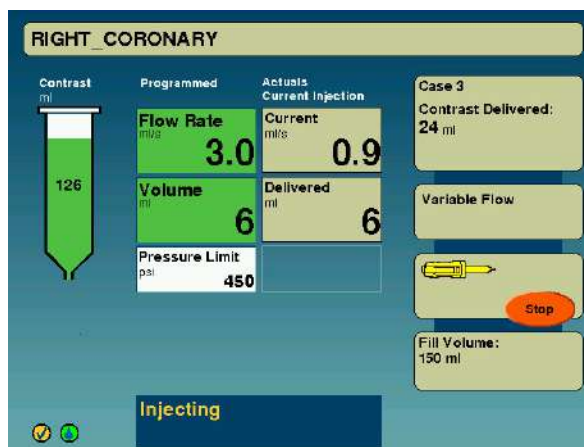 RIGHT_CORONARY
Contrast
ml
126
Programmed
Actuals
Current Injection
Flow Rate
ml/s
3.0
Current
ml/s
0.9
Volume
ml
6
Delivered
ml
6
Pressure Limit
psi
450
Case 3
Contrast Delivered:
24 ml
Variable Flow
Stop
Fill Volume:
150 ml
Injecting